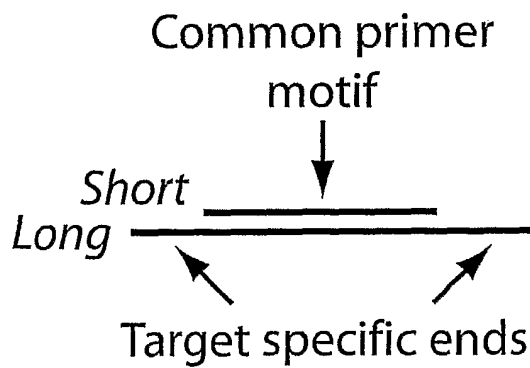 Common primer
motif
Short
Long
Target specific ends